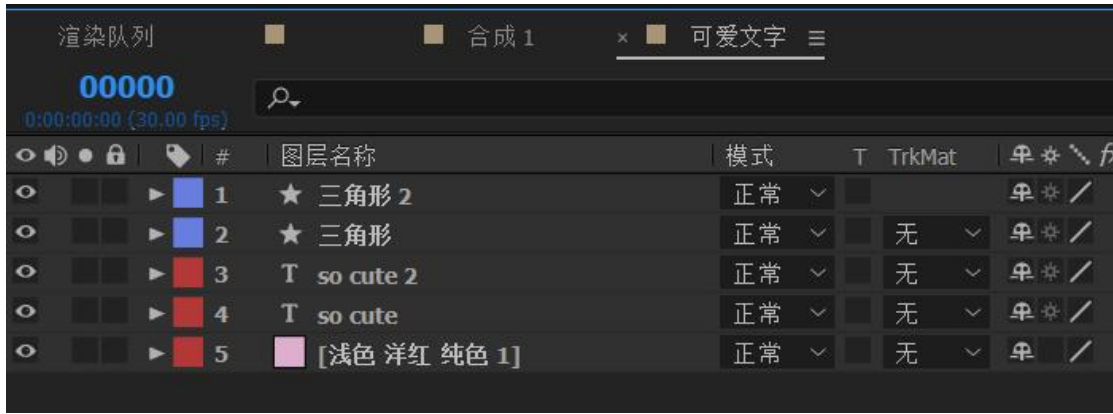 渲染队列 合成 1 × 可爱文字
00000
0:00:00:00 (30.00 fps)
# 图层名称 模式 T TrkMat
1 三角形 2 正常
2 三角形 正常 无
3 T so cute 2 正常 无
4 T so cute 正常 无
5 [浅色 洋红 纯色 1] 正常 无